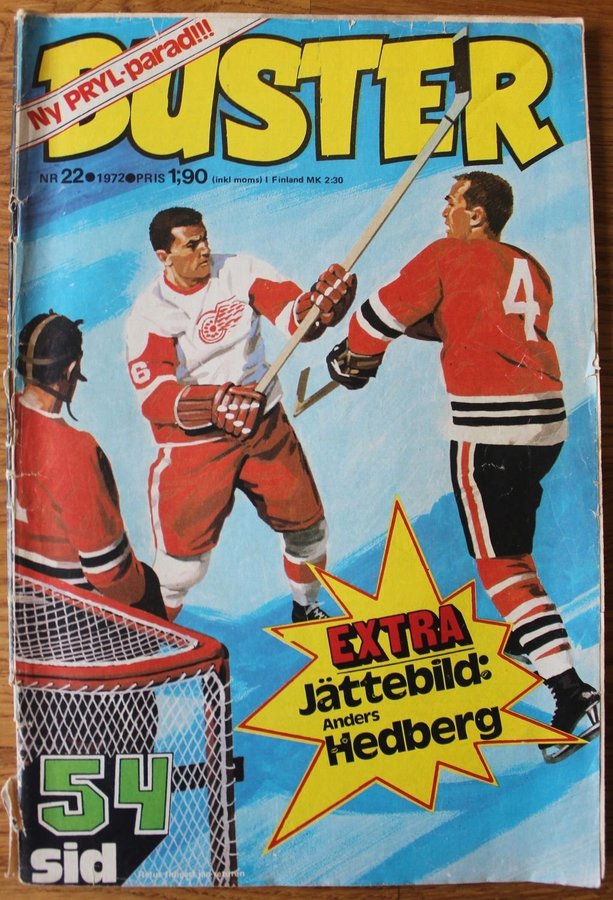 Ny PRYL-parad!!!
BUSTER
NR 22•1972•PRIS 1;90 (inkl moms) I Finland MK 2:30
6
4
EXTRA
Jättebild:
Anders
Hedberg
54
sid